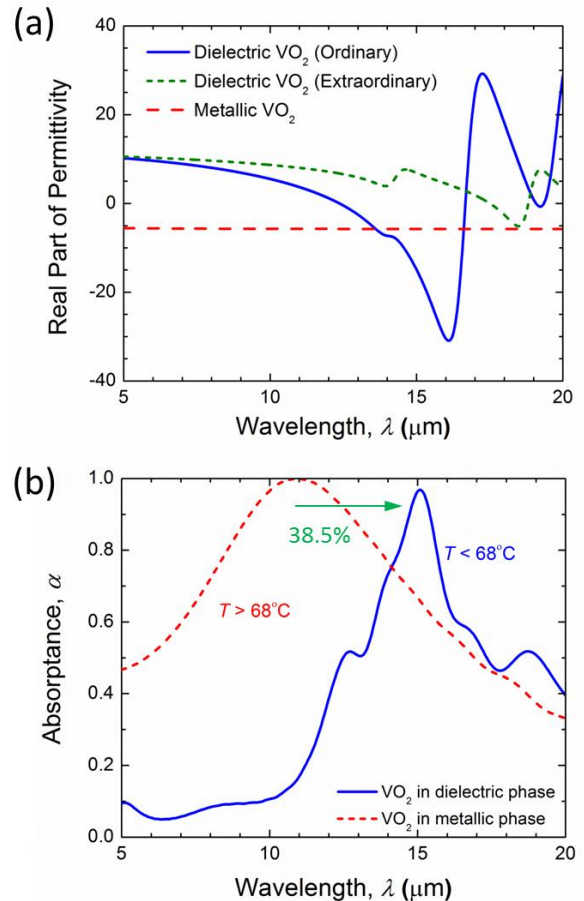 (a)
40
20
0
-20
-40
Real Part of Permittivity
Dielectric VO₂ (Ordinary)
Dielectric VO₂ (Extraordinary)
Metallic VO₂
5 10 15 20
Wavelength, λ (μm)
(b)
1.0
0.8
0.6
0.4
0.2
0.0
Absorptance, α
38.5%
T < 68°C
T > 68°C
VO₂ in dielectric phase
VO₂ in metallic phase
5 10 15 20
Wavelength, λ (μm)